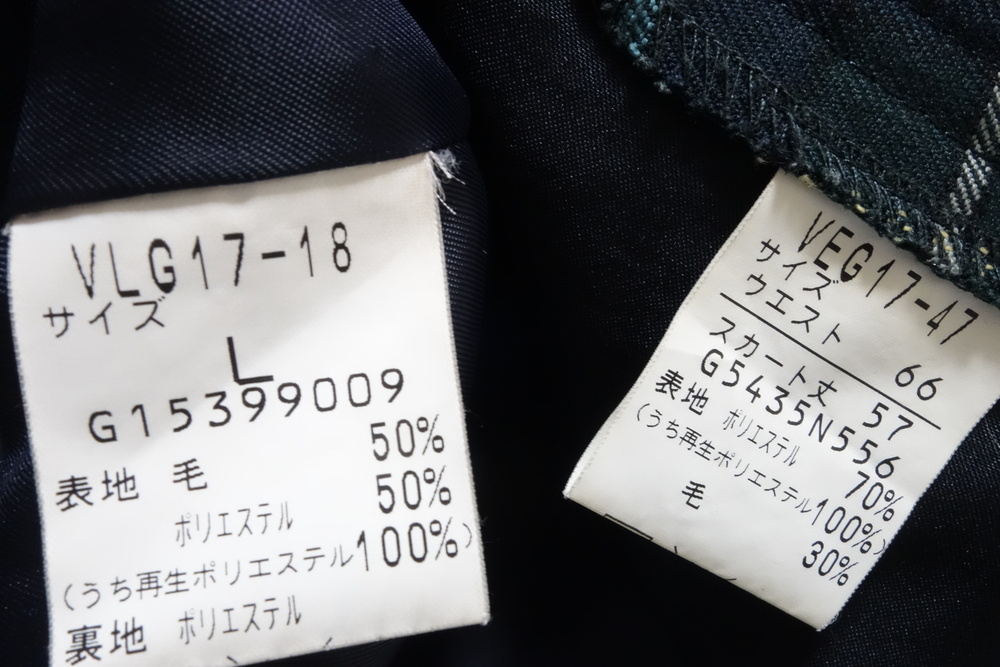 VLG17-18
サイズ
L
G15399009
表地 毛 50%
ポリエステル 50%
(うち再生ポリエステル100%)
裏地 ポリエステル
VEG17-47
サイズ
ウエスト 66
スカート丈 57
G5435N556
表地 ポリエステル 70%
(うち再生ポリエステル100%)
毛 30%